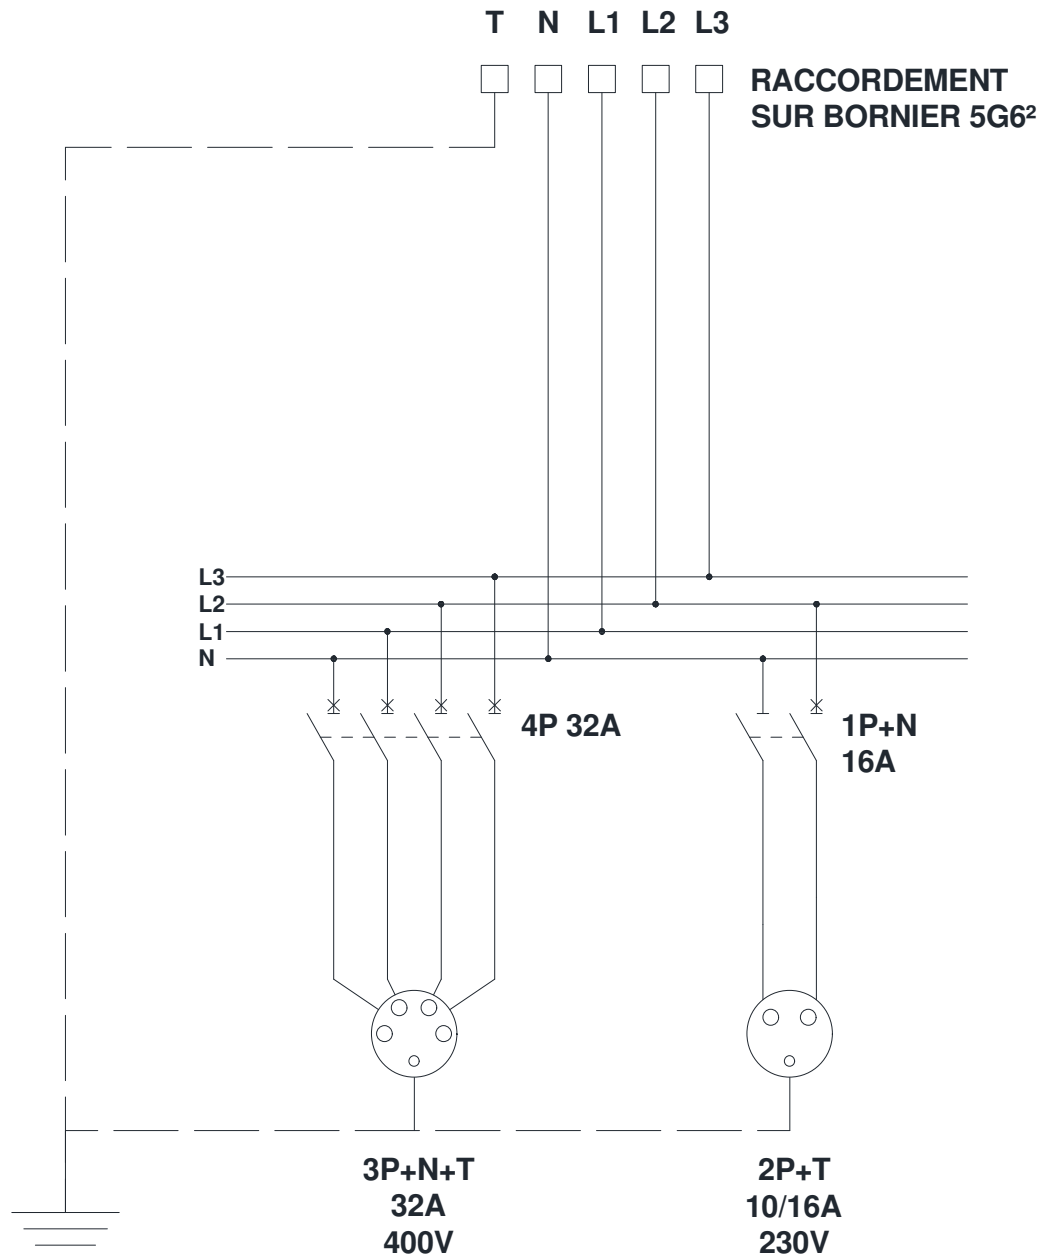 T N L1 L2 L3
RACCORDEMENT
SUR BORNIER 5G6²
L3
L2
L1
N
4P 32A
1P+N
16A
3P+N+T
32A
400V
2P+T
10/16A
230V